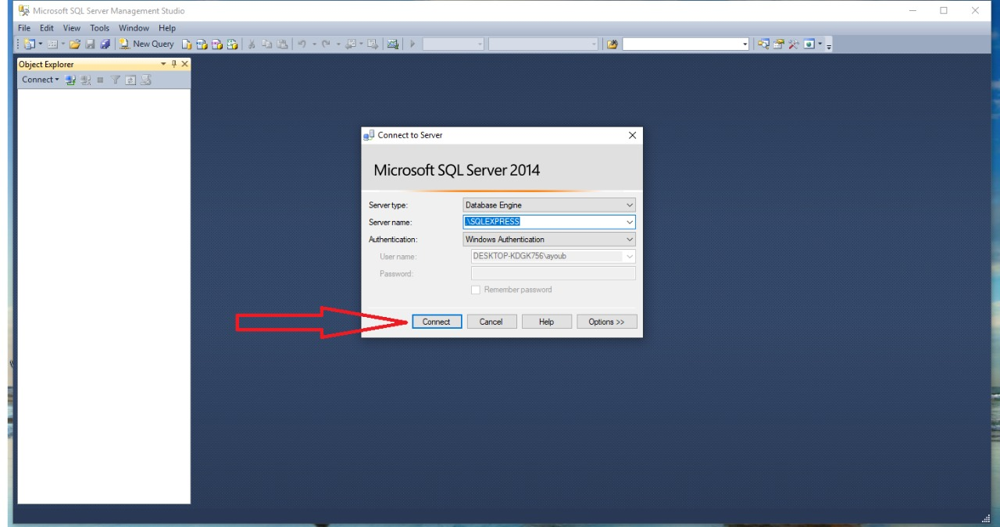 Microsoft SQL Server Management Studio
File Edit View Tools Window Help
New Query
Object Explorer
Connect
Connect to Server
Microsoft SQL Server 2014
Server type: Database Engine
Server name: .\SQLEXPRESS
Authentication: Windows Authentication
User name: DESKTOP-KDGK756\ayoub
Password:
Remember password
Connect Cancel Help Options >>